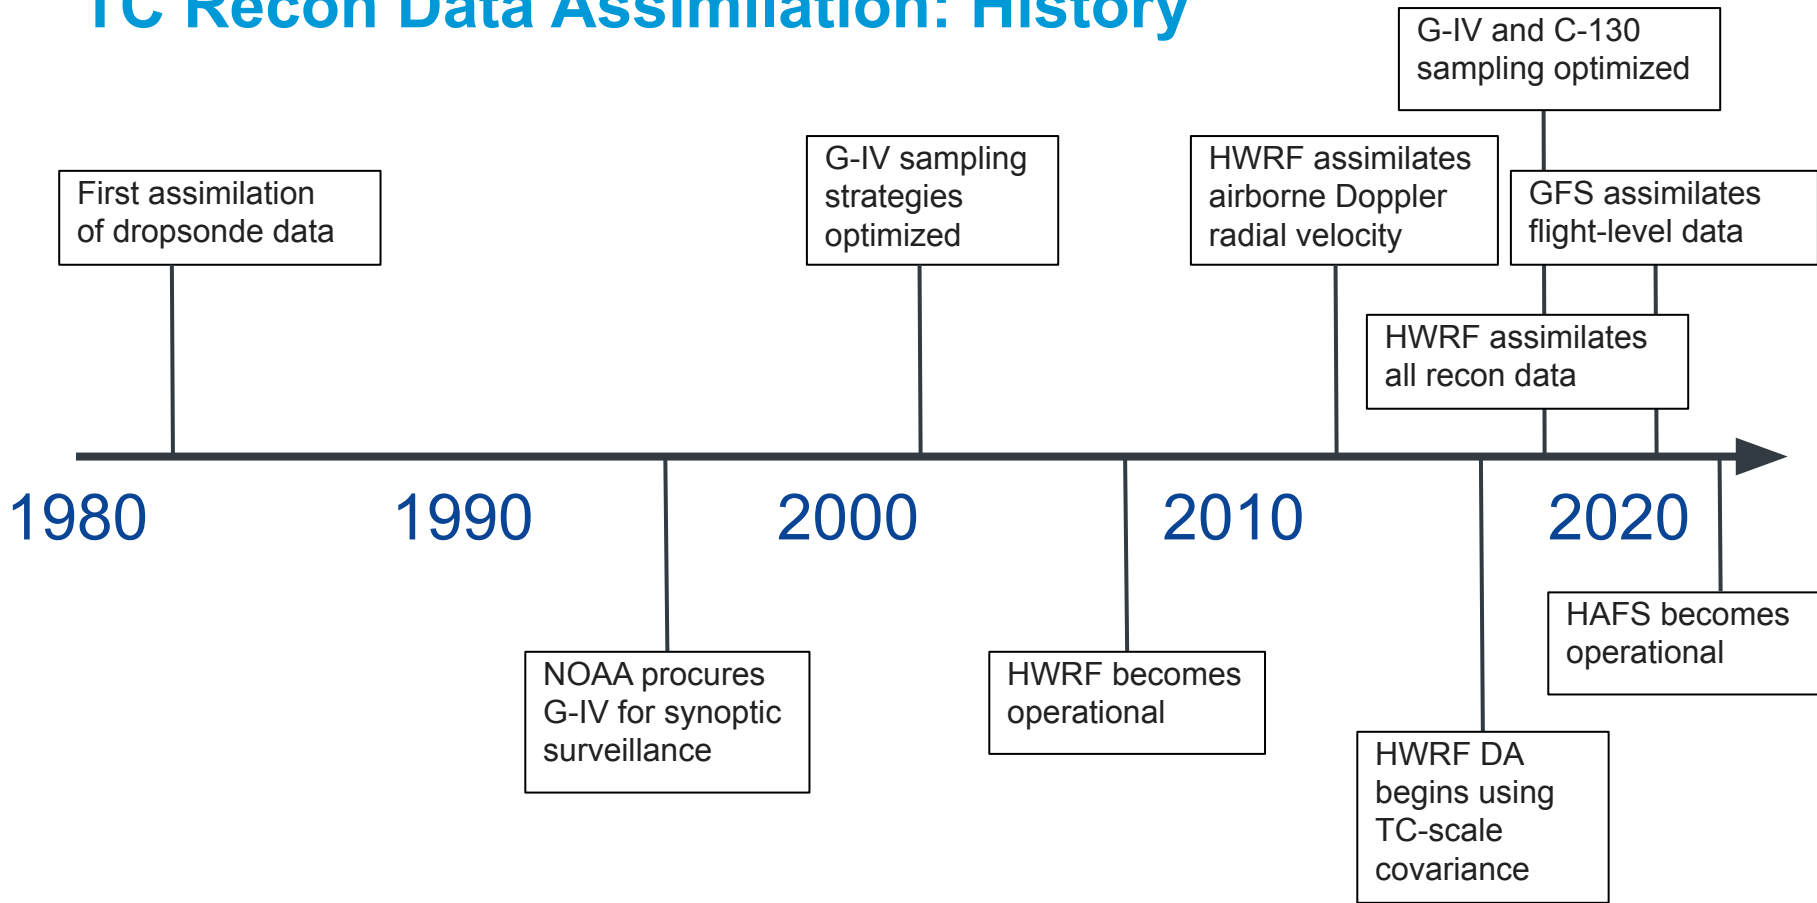 TC Recon Data Assimilation: History
G-IV and C-130
sampling optimized
First assimilation
of dropsonde data
G-IV sampling
strategies
optimized
HWRF assimilates
airborne Doppler
radial velocity
GFS assimilates
flight-level data
HWRF assimilates
all recon data
1980
1990
2000
2010
2020
NOAA procures
G-IV for synoptic
surveillance
HWRF becomes
operational
HWRF DA
begins using
TC-scale
covariance
HAFS becomes
operational